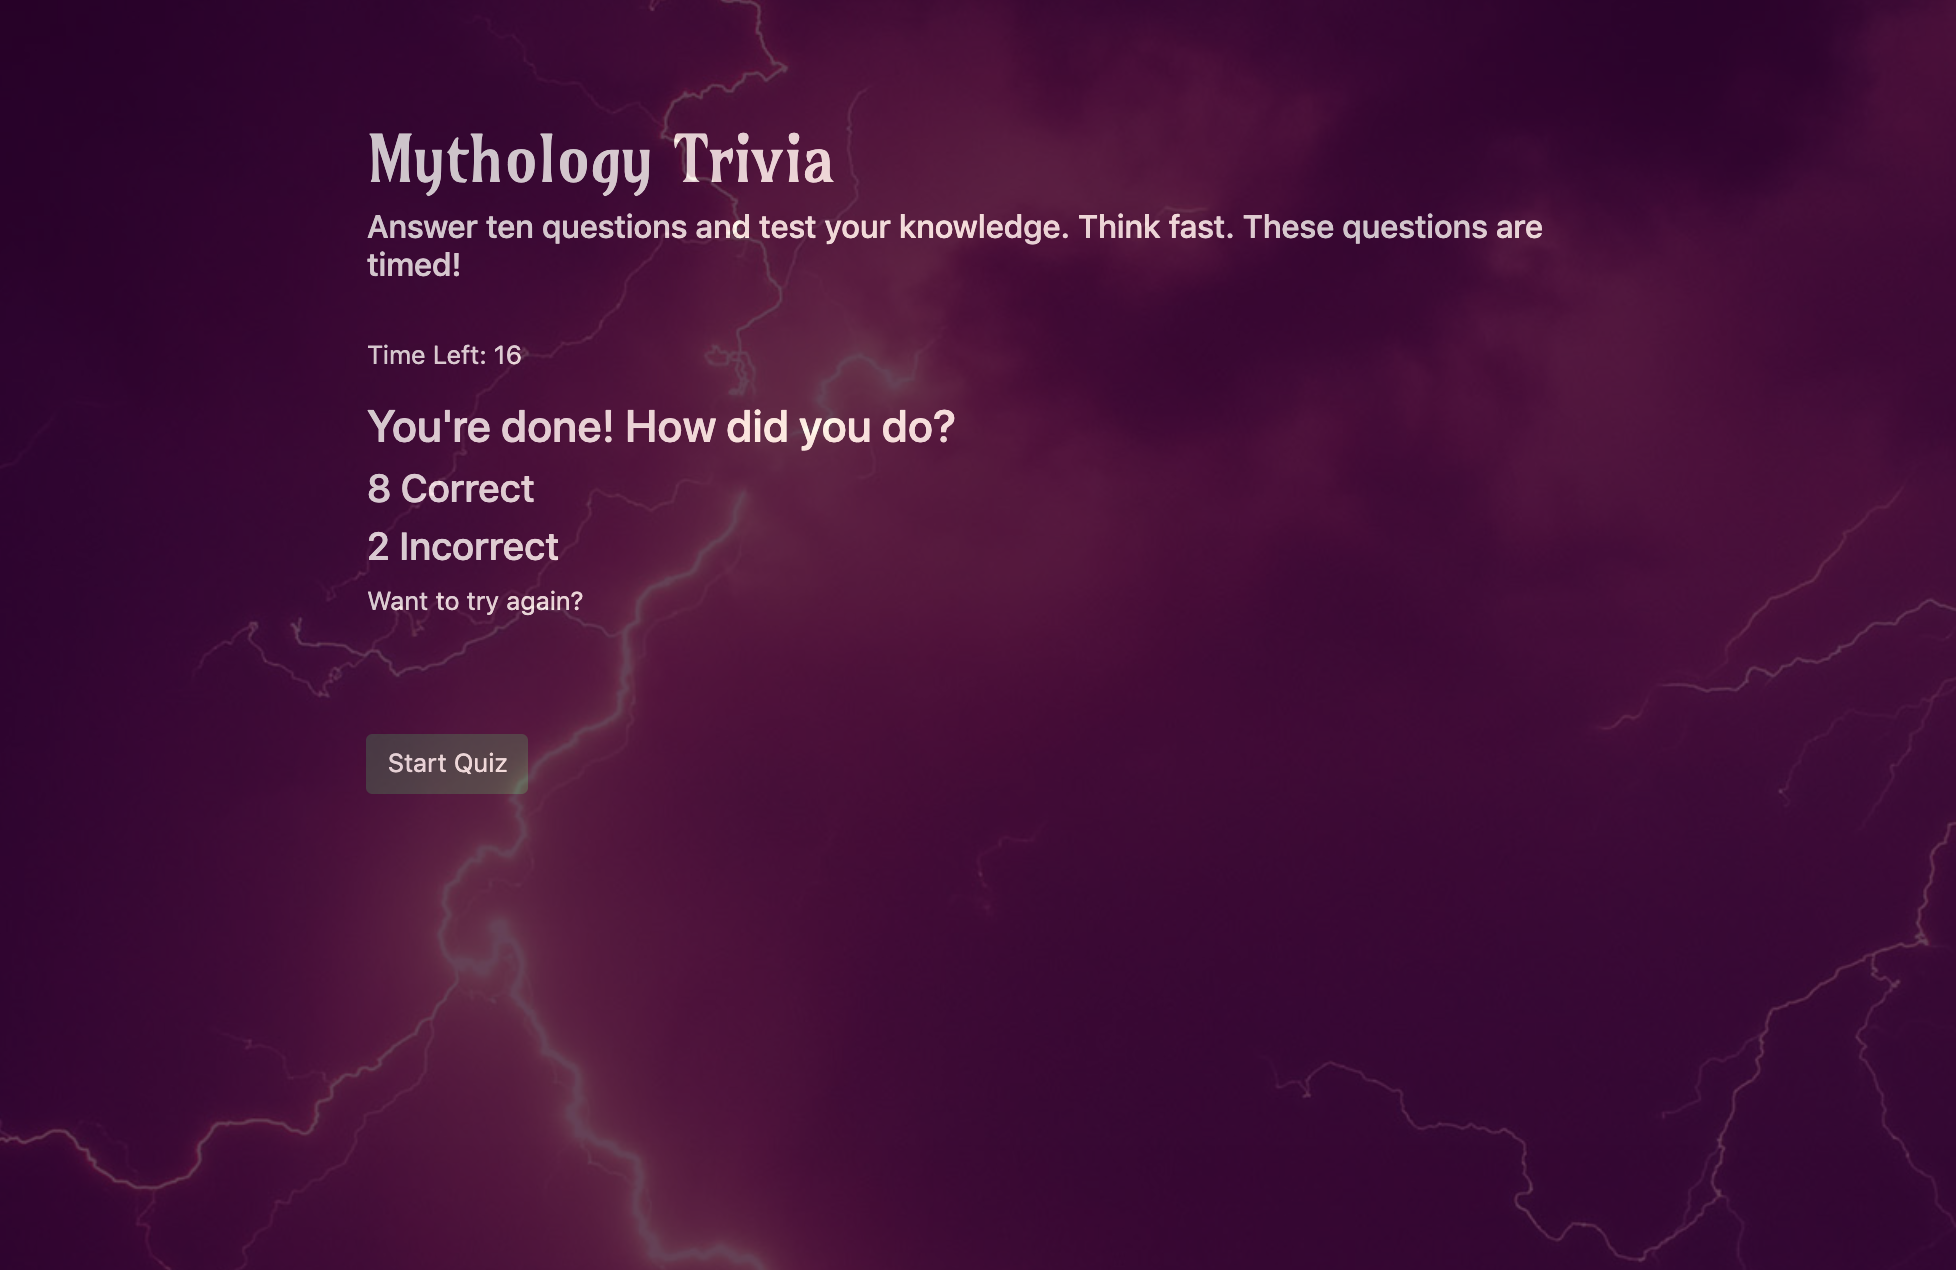 Mythology Trivia
Answer ten questions and test your knowledge. Think fast. These questions are
timed!
Time Left: 16
You're done! How did you do?
8 Correct
2 Incorrect
Want to try again?
Start Quiz